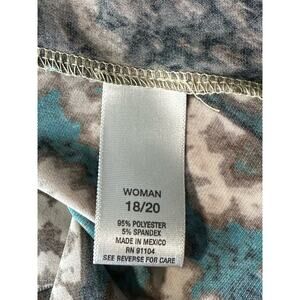 WOMAN
18/20
95% POLYESTER
5% SPANDEX
MADE IN MEXICO
RN 91104
SEE REVERSE FOR CARE